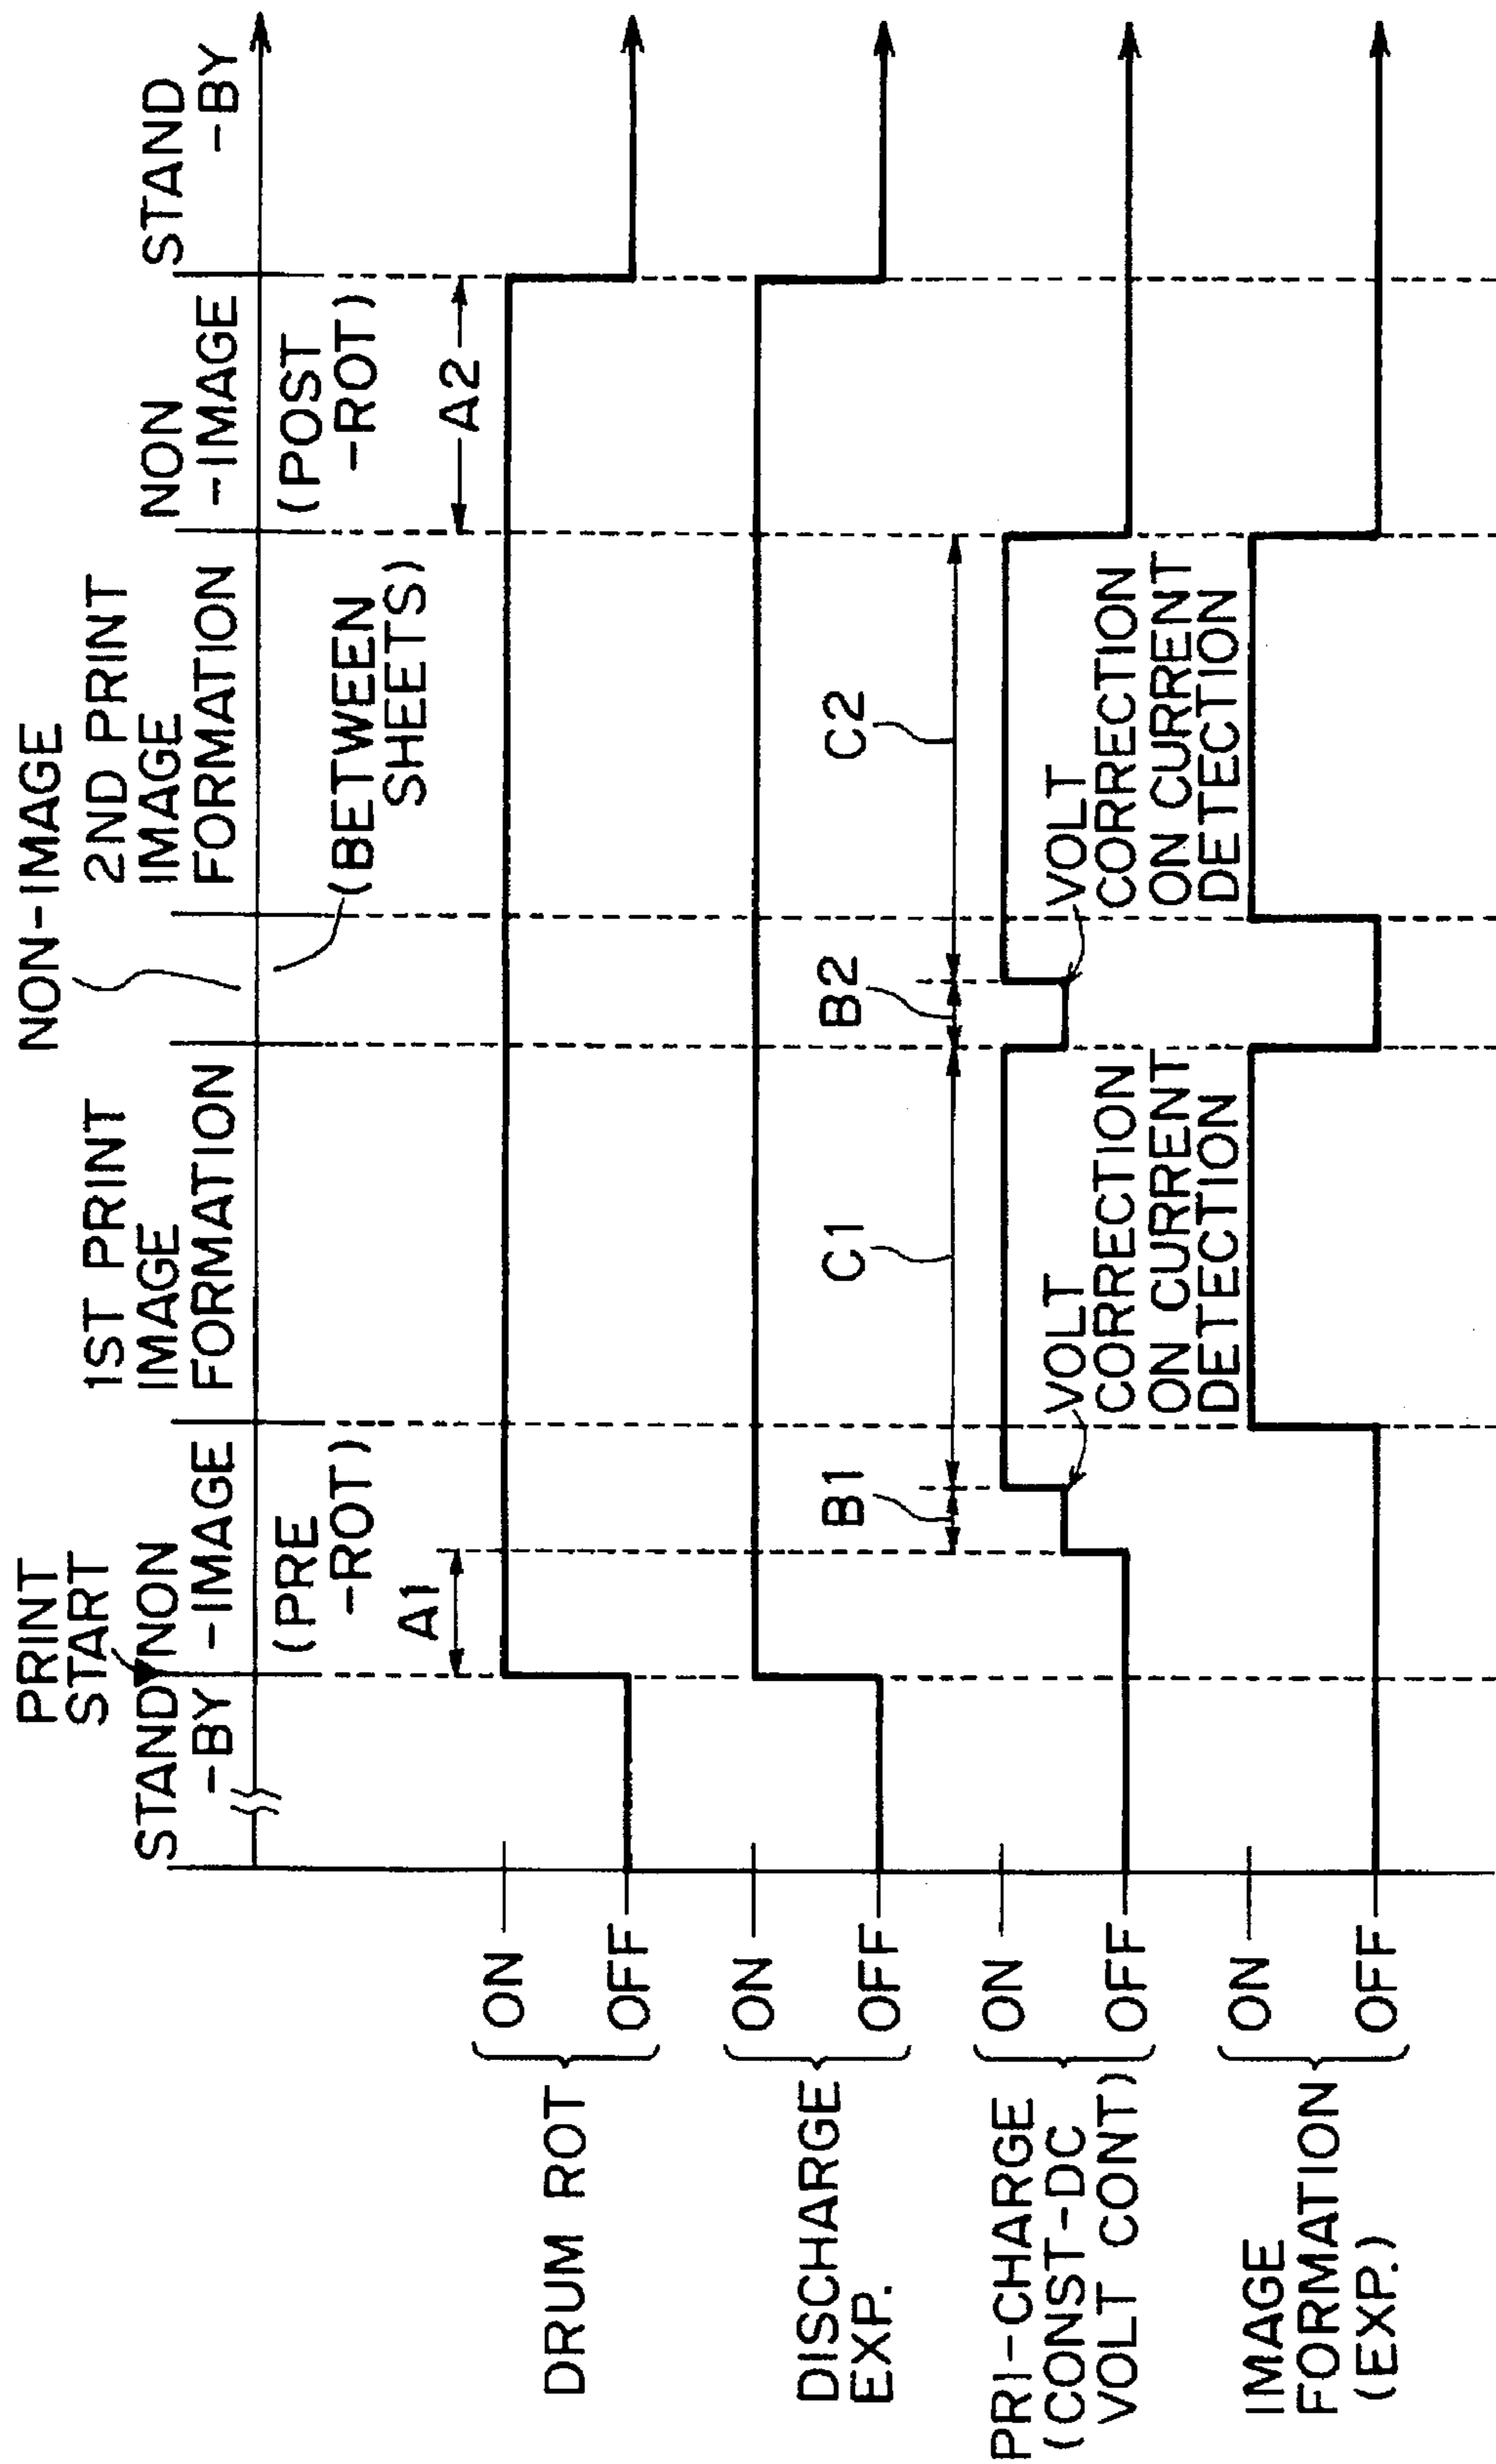 PRINT
START
STAND
-BY
NON
-IMAGE
(PRE
-ROT)
1ST PRINT
IMAGE
FORMATION
NON-IMAGE
(BETWEEN
SHEETS)
2ND PRINT
IMAGE
FORMATION
NON
-IMAGE
(POST
-ROT)
STAND
-BY
A1
A2
DRUM ROT
ON
OFF
DISCHARGE
EXP.
ON
OFF
B1
C1
B2
C2
PRI-CHARGE
(CONST-DC
VOLT CONT)
ON
OFF
VOLT
CORRECTION
ON CURRENT
DETECTION
VOLT
CORRECTION
ON CURRENT
DETECTION
IMAGE
FORMATION
(EXP.)
ON
OFF